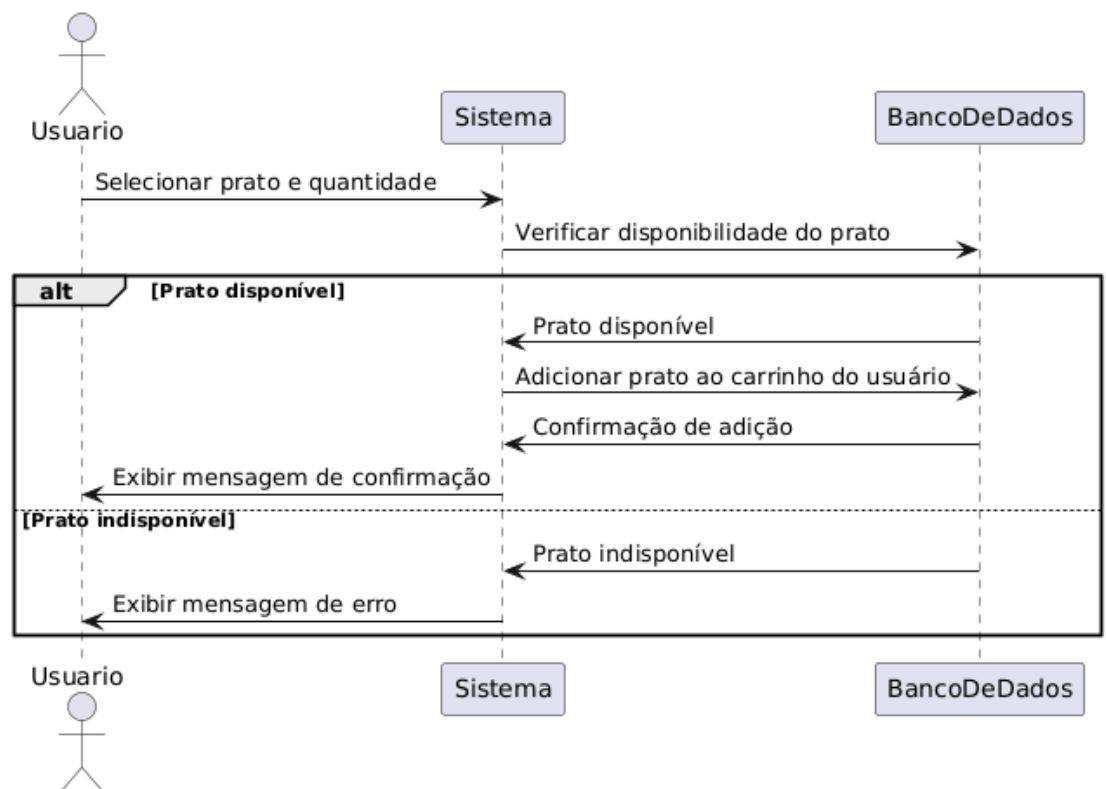 Usuario
Sistema
BancoDeDados
Selecionar prato e quantidade
Verificar disponibilidade do prato
alt [Prato disponível]
Prato disponível
Adicionar prato ao carrinho do usuário
Confirmação de adição
Exibir mensagem de confirmação
[Prato indisponível]
Prato indisponível
Exibir mensagem de erro
Usuario
Sistema
BancoDeDados